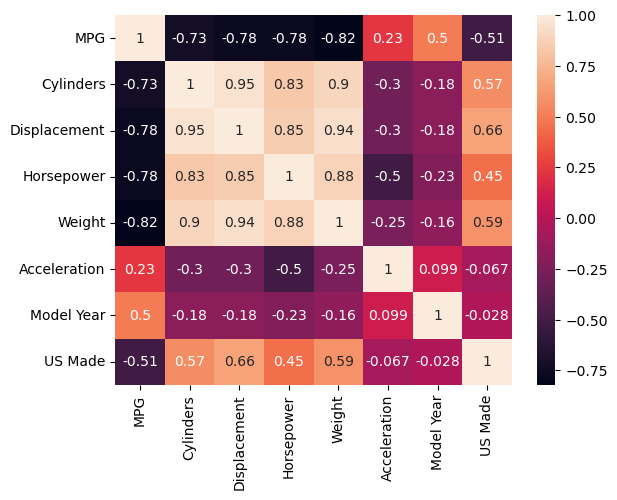 MPG 1 -0.73 -0.78 -0.78 -0.82 0.23 0.5 -0.51
Cylinders -0.73 1 0.95 0.83 0.9 -0.3 -0.18 0.57
Displacement -0.78 0.95 1 0.85 0.94 -0.3 -0.18 0.66
Horsepower -0.78 0.83 0.85 1 0.88 -0.5 -0.23 0.45
Weight -0.82 0.9 0.94 0.88 1 -0.25 -0.16 0.59
Acceleration 0.23 -0.3 -0.3 -0.5 -0.25 1 0.099 -0.067
Model Year 0.5 -0.18 -0.18 -0.23 -0.16 0.099 1 -0.028
US Made -0.51 0.57 0.66 0.45 0.59 -0.067 -0.028 1
MPG
Cylinders
Displacement
Horsepower
Weight
Acceleration
Model Year
US Made
1.00
0.75
0.50
0.25
0.00
−0.25
−0.50
−0.75